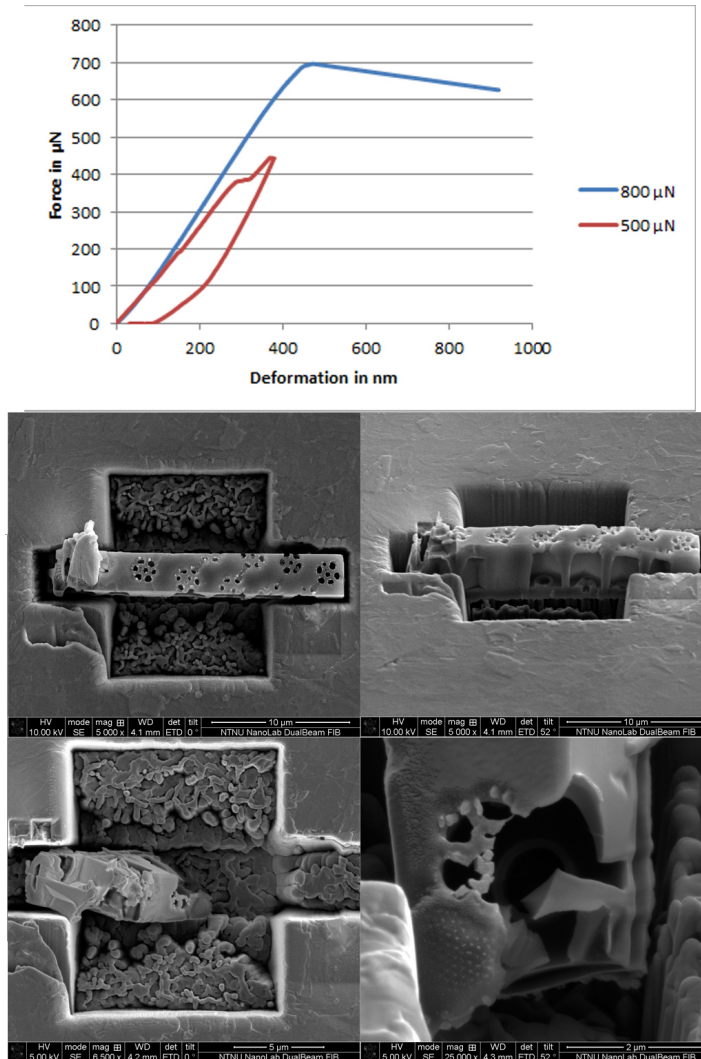 800
700
600
500
400
300
200
100
0
Force in µN
0 200 400 600 800 1000
Deformation in nm
800 µN
500 µN
HV mode mag WD det tilt 10 µm
10.00 kV SE 5 000 x 4.1 mm ETD 0 ° NTNU NanoLab DualBeam FIB
HV mode mag WD det tilt 10 µm
10.00 kV SE 5 000 x 4.1 mm ETD 52 ° NTNU NanoLab DualBeam FIB
HV mode mag WD det tilt 5 µm
5.00 kV SE 6 500 x 4.2 mm ETD 0 ° NTNU NanoLab DualBeam FIB
HV mode mag WD det tilt 2 µm
5.00 kV SE 25 000 x 4.3 mm ETD 52 ° NTNU NanoLab DualBeam FIB